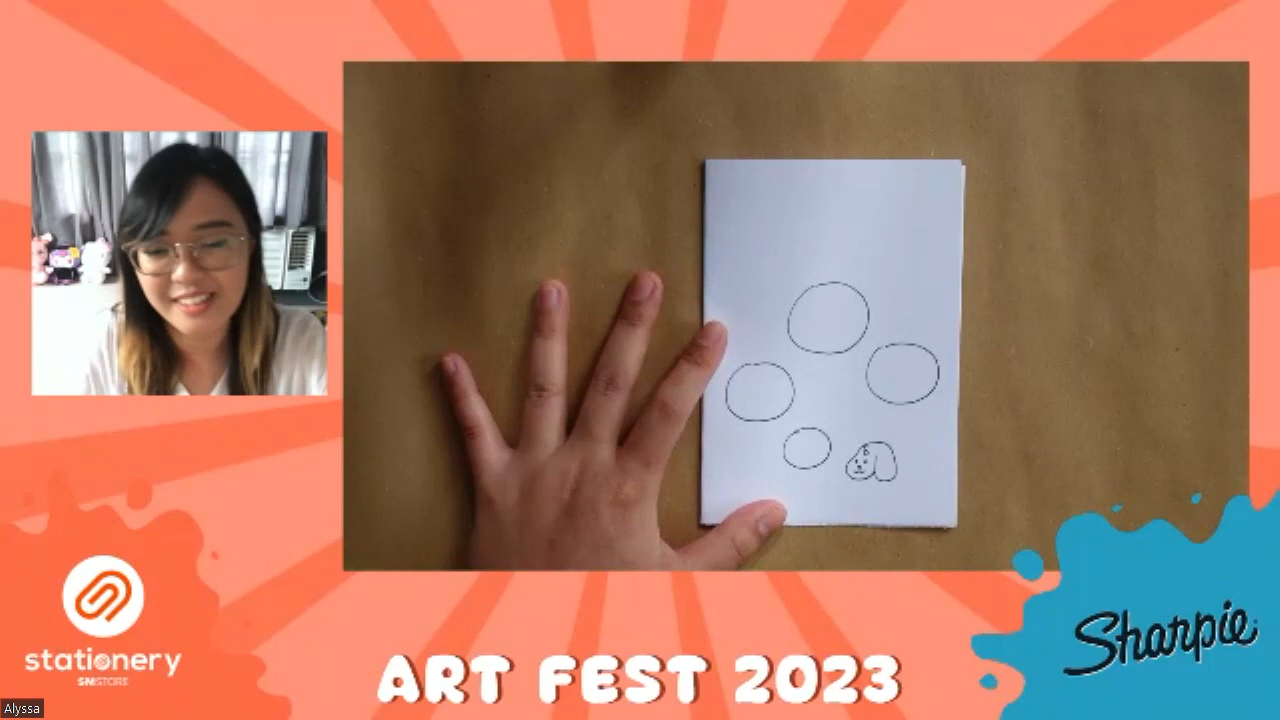 stationery
SM STORE
ART FEST 2023
Sharpie
Alyssa